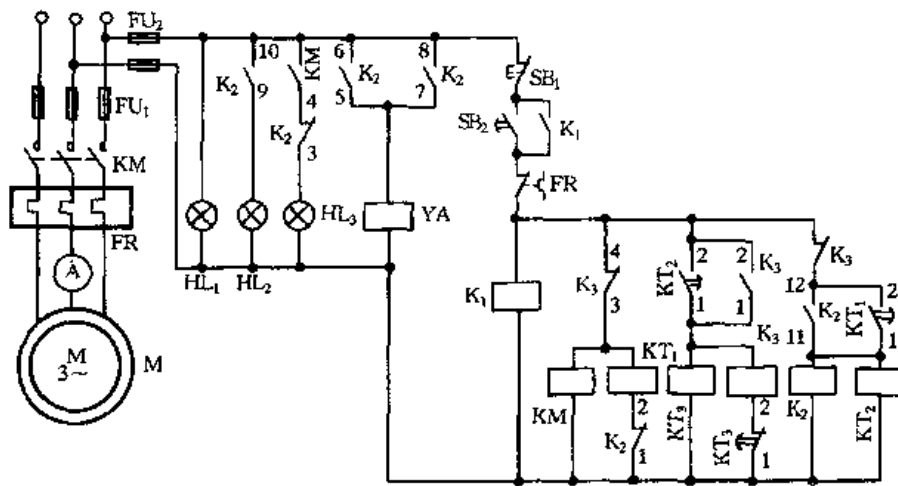 FU₂
10
6
8
KM
K₂
9
K₂
5
7
K₂
SB₁
FU₁
4
K₂
3
SB₂
K₁
KM
FR
HL₃
YA
FR
A
HL₁
HL₂
4
K₃
3
2
KT₂
1
2
K₃
1
K₃
12
K₂
11
2
KT₁
1
K₁
M
3~
M
KT₁
K₃
KM
2
K₂
1
KT₃
2
KT₃
1
K₂
KT₂